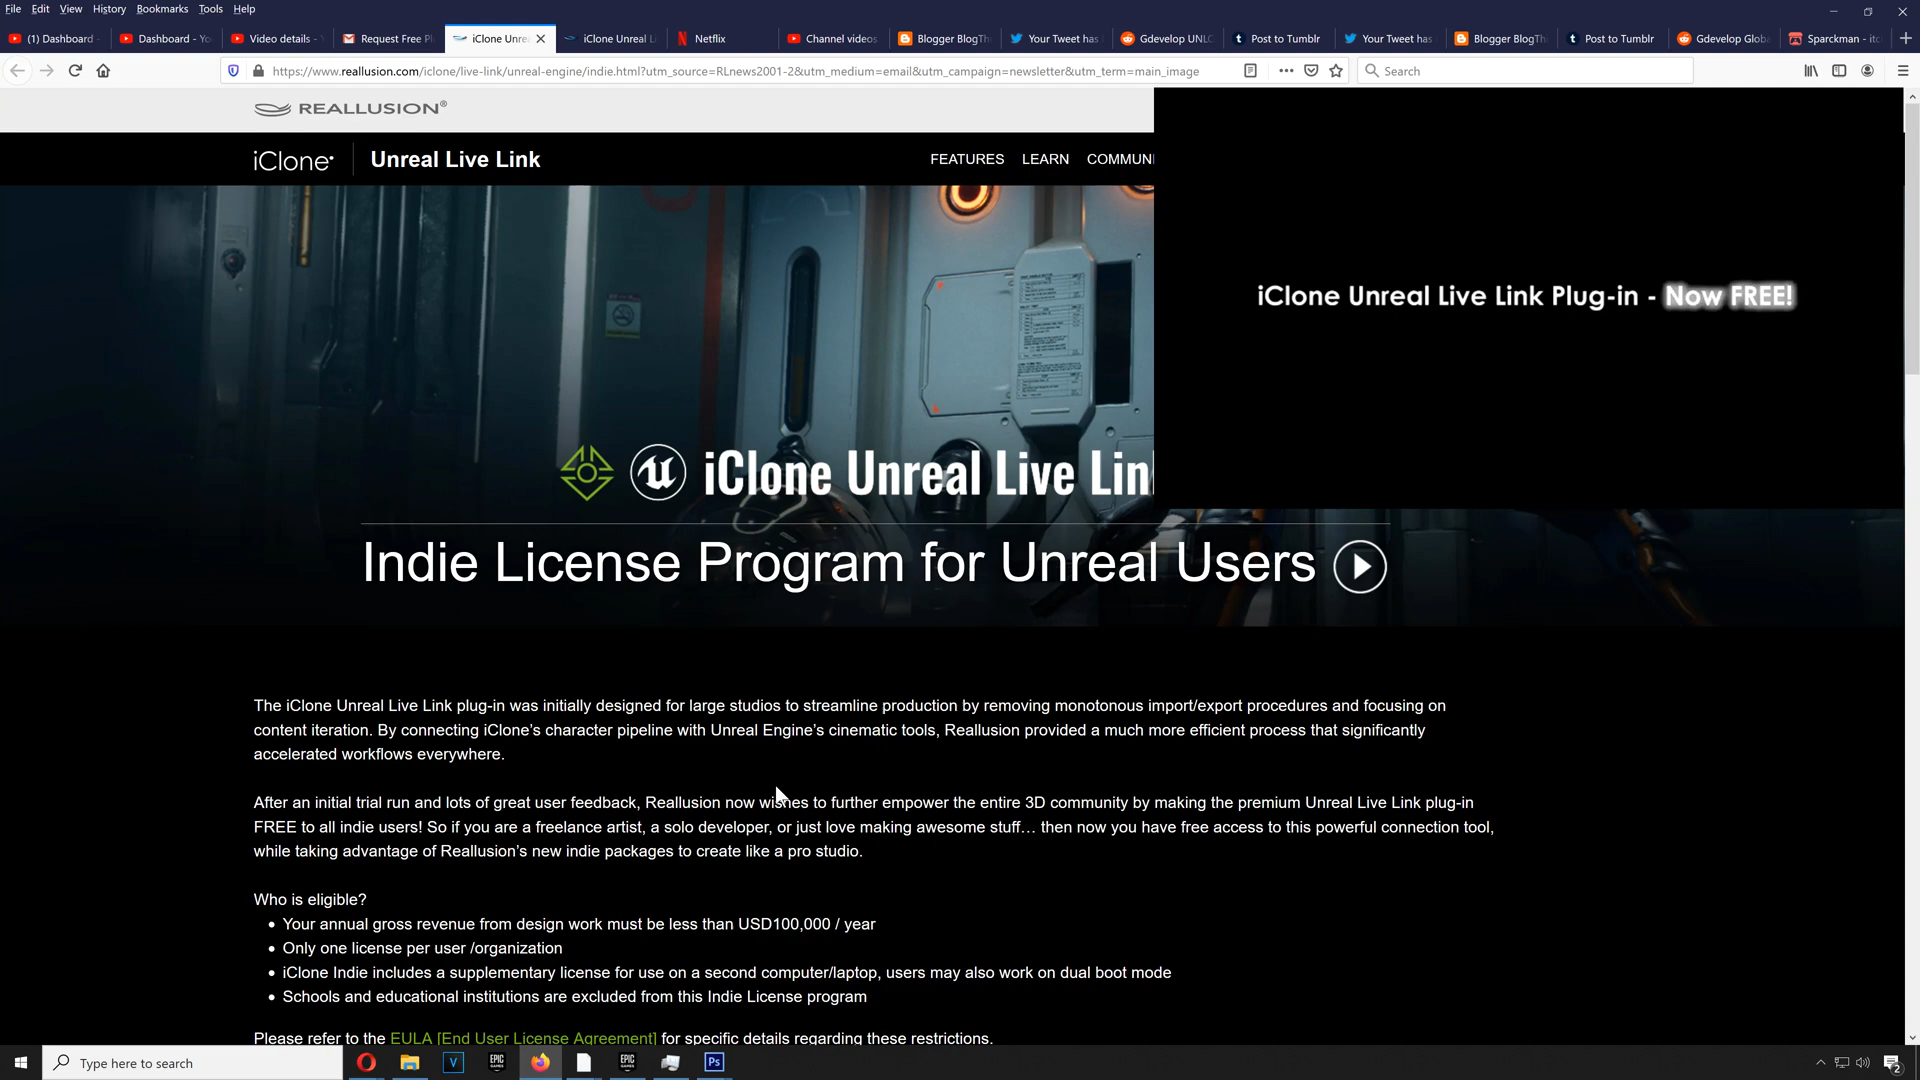 File Edit View History Bookmarks Tools Help
(1) Dashboard - Dashboard - Yo Video details - Y Request Free Pl iClone Unre iClone Unreal L Netflix Channel videos Blogger BlogTh Your Tweet has Gdevelop UNLO Post to Tumblr Your Tweet has Blogger BlogTh Post to Tumblr Gdevelop Globa Sparckman - itc
https://www.reallusion.com/iclone/live-link/unreal-engine/indie.html?utm_source=RLnews2001-2&utm_medium=email&utm_campaign=newsletter&utm_term=main_image
Search
REALLUSION®
iClone Unreal Live Link FEATURES LEARN COMMUNI
iClone Unreal Live Link Plug-in - Now FREE!
iClone Unreal Live Link
Indie License Program for Unreal Users
The iClone Unreal Live Link plug-in was initially designed for large studios to streamline production by removing monotonous import/export procedures and focusing on
content iteration. By connecting iClone’s character pipeline with Unreal Engine’s cinematic tools, Reallusion provided a much more efficient process that significantly
accelerated workflows everywhere.
After an initial trial run and lots of great user feedback, Reallusion now wishes to further empower the entire 3D community by making the premium Unreal Live Link plug-in
FREE to all indie users! So if you are a freelance artist, a solo developer, or just love making awesome stuff… then now you have free access to this powerful connection tool,
while taking advantage of Reallusion’s new indie packages to create like a pro studio.
Who is eligible?
• Your annual gross revenue from design work must be less than USD100,000 / year
• Only one license per user /organization
• iClone Indie includes a supplementary license for use on a second computer/laptop, users may also work on dual boot mode
• Schools and educational institutions are excluded from this Indie License program
Please refer to the EULA [End User License Agreement] for specific details regarding these restrictions.
Type here to search
V EPIC GAMES EPIC GAMES Ps 2